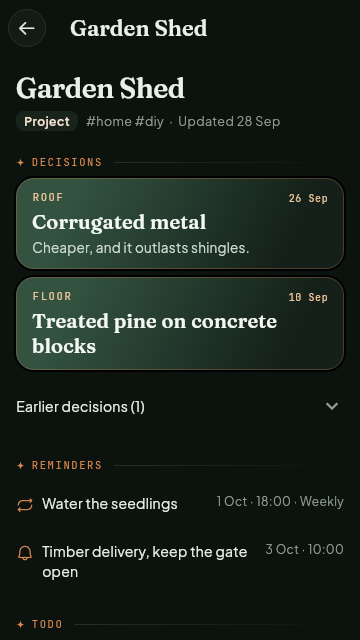 Garden Shed
Garden Shed
Project #home #diy · Updated 28 Sep
DECISIONS
ROOF 26 Sep
Corrugated metal
Cheaper, and it outlasts shingles.
FLOOR 10 Sep
Treated pine on concrete
blocks
Earlier decisions (1)
REMINDERS
Water the seedlings 1 Oct · 18:00 · Weekly
Timber delivery, keep the gate 3 Oct · 10:00
open
TODO